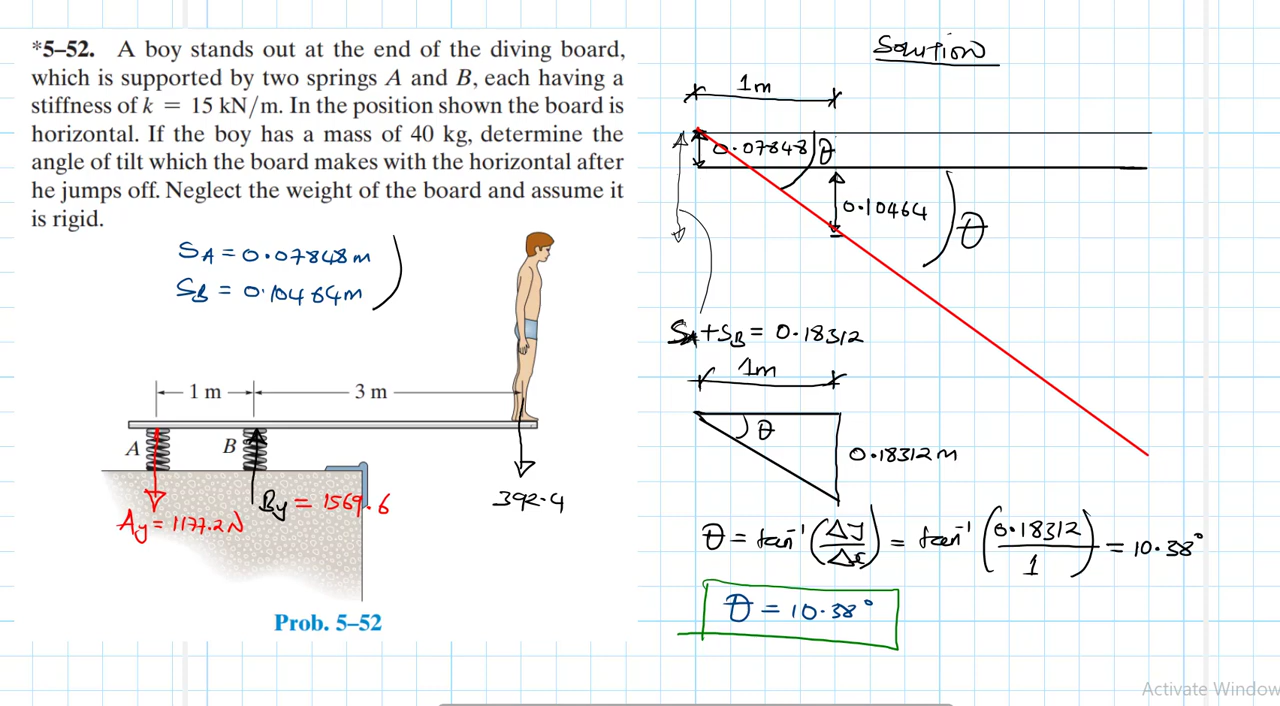 *5–52. A boy stands out at the end of the diving board,
which is supported by two springs A and B, each having a
stiffness of k = 15 kN/m. In the position shown the board is
horizontal. If the boy has a mass of 40 kg, determine the
angle of tilt which the board makes with the horizontal after
he jumps off. Neglect the weight of the board and assume it
is rigid.
SA = 0.07848m
SB = 0.10464m
1 m
3 m
A
B
Ay = 1177.2N
By = 1569.6
392.4
Prob. 5–52
Solution
1m
0.07848
θ
0.10464
θ
SA + SB = 0.18312
1m
θ
0.18312m
θ = tan⁻¹ (Δy/Δx) = tan⁻¹ (0.18312/1) = 10.38°
θ = 10.38°
Activate Window